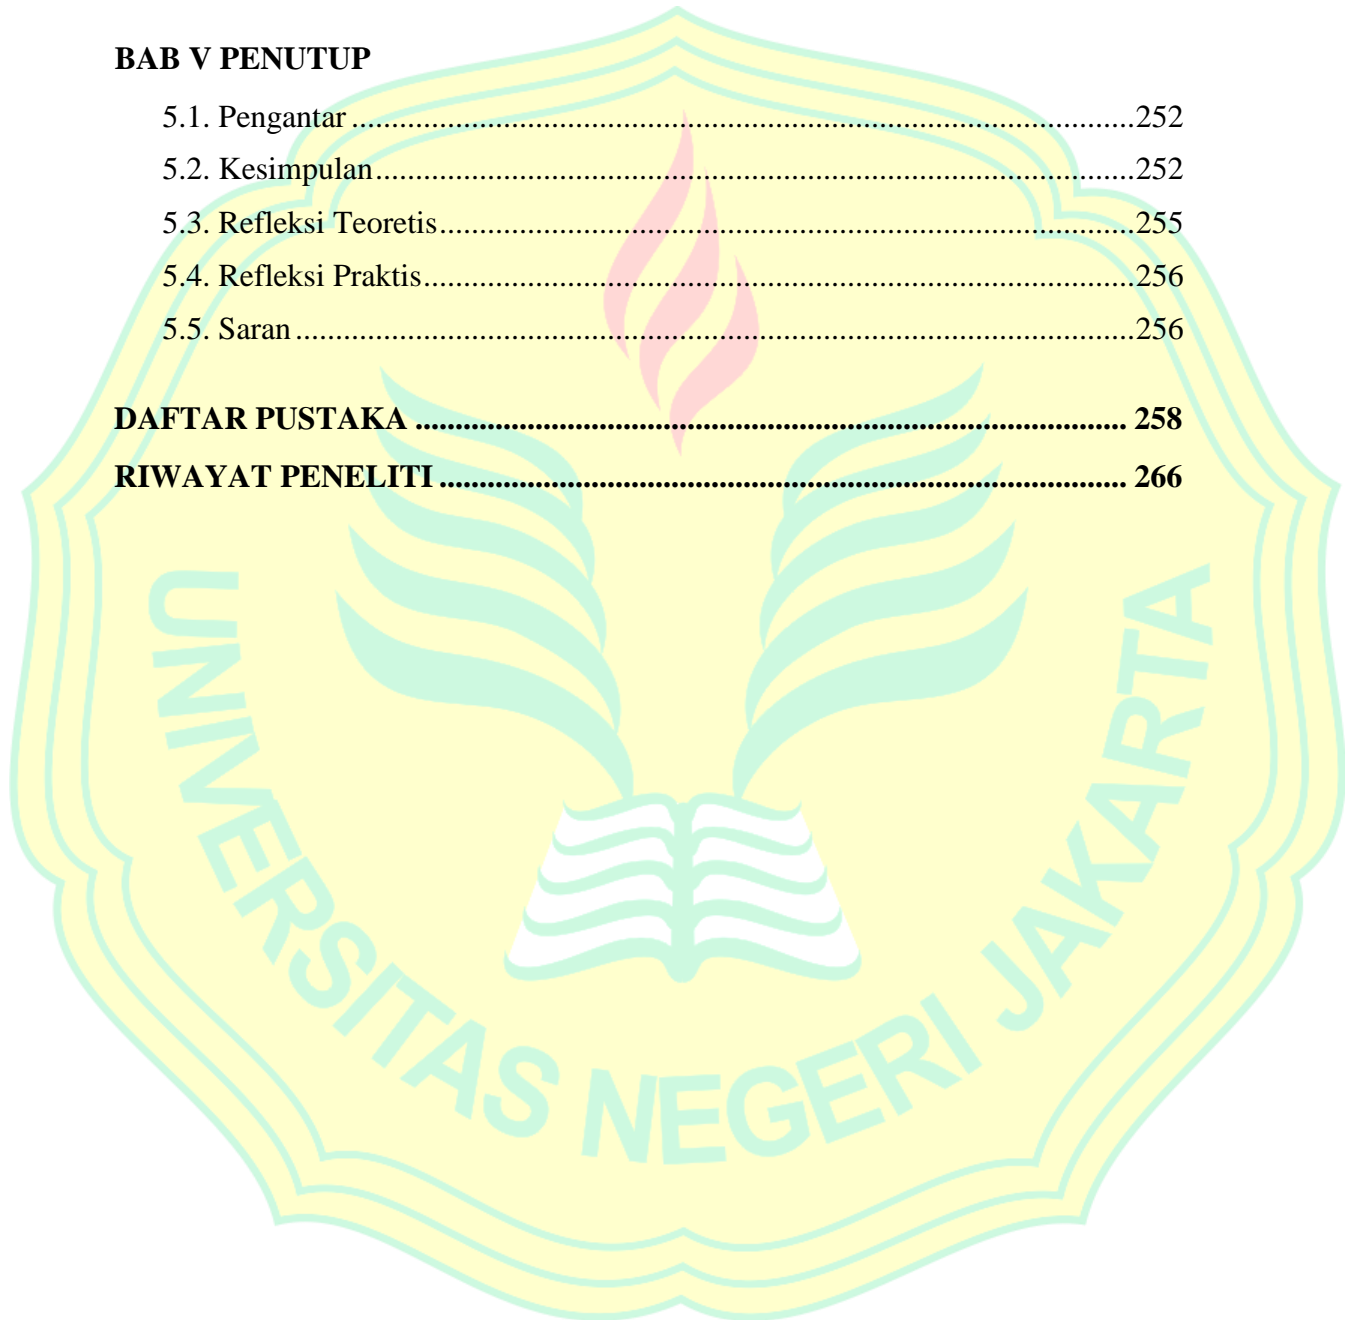 BAB V PENUTUP
5.1. Pengantar ....................................................................................................252
5.2. Kesimpulan.................................................................................................252
5.3. Refleksi Teoretis.........................................................................................255
5.4. Refleksi Praktis...........................................................................................256
5.5. Saran ...........................................................................................................256
DAFTAR PUSTAKA ......................................................................................... 258
RIWAYAT PENELITI ...................................................................................... 266
UNIVERSITAS NEGERI JAKARTA